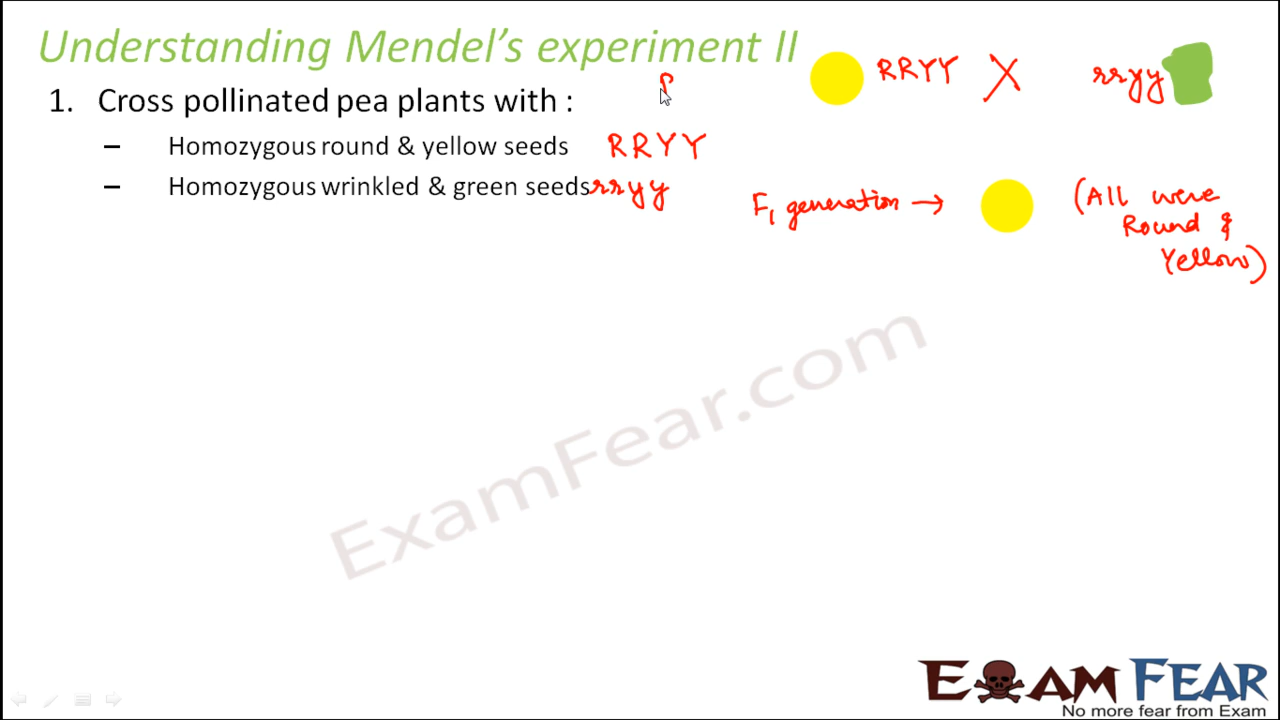 Understanding Mendel's experiment II
RRYY X rryy
1. Cross pollinated pea plants with :
– Homozygous round & yellow seeds RRYY
– Homozygous wrinkled & green seeds rryy
F1 generation → (All were
Round &
Yellow)
ExamFear.com
EXAM FEAR
No more fear from Exam